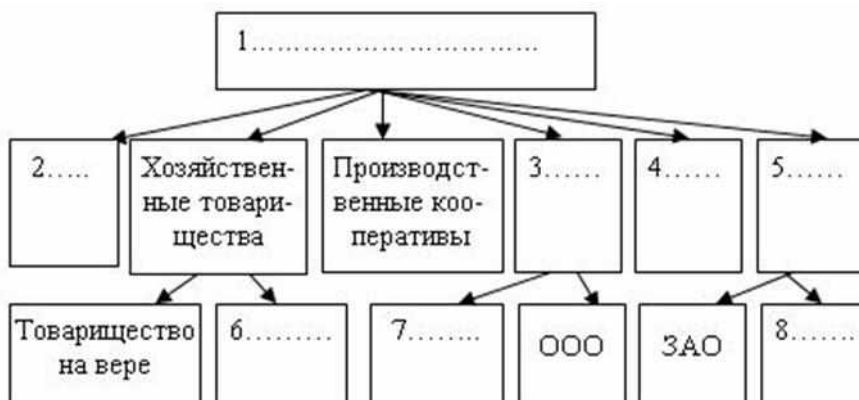 1……………………………
2…..
Хозяйствен-
ные товари-
щества
Производст-
венные коо-
перативы
3……
4……
5……
Товарищество
на вере
6………
7……..
ООО
ЗАО
8……..